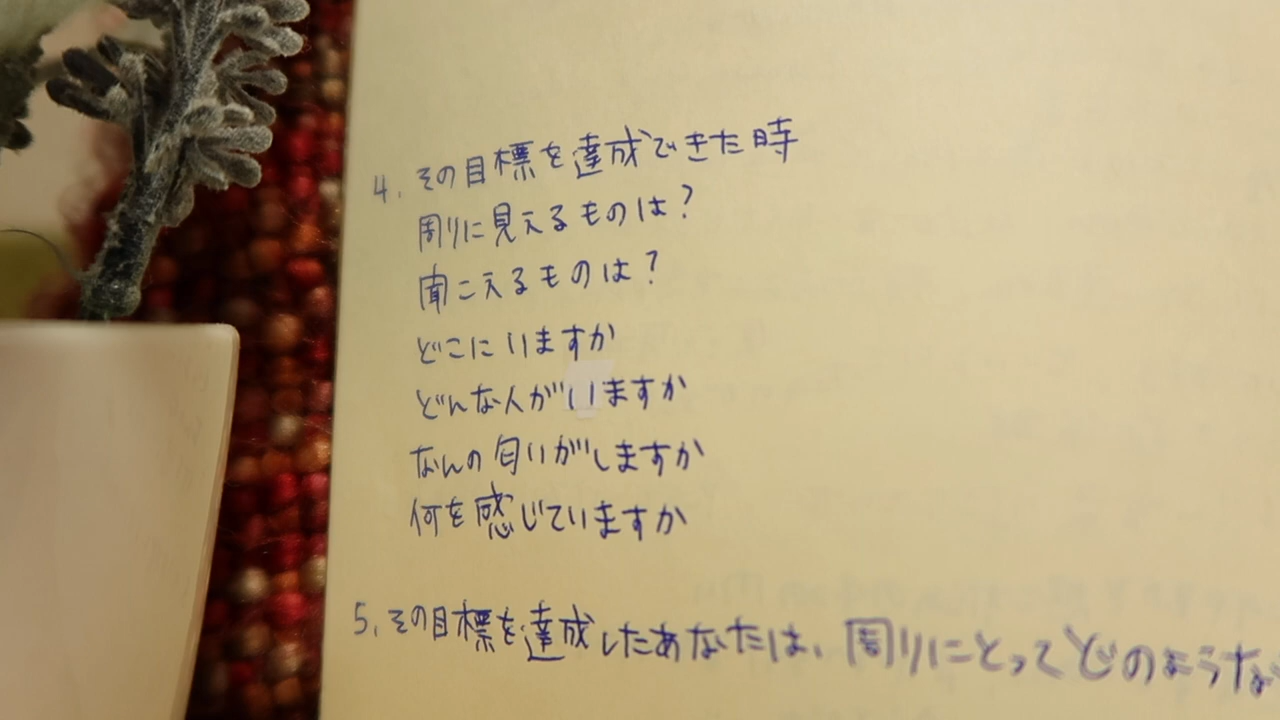 4. その目標を達成できた時
周りに見えるものは?
聞こえるものは?
どこにいますか
どんな人がいますか
なんの匂いがしますか
何を感じていますか
5. その目標を達成したあなたは、周りにとってどのような